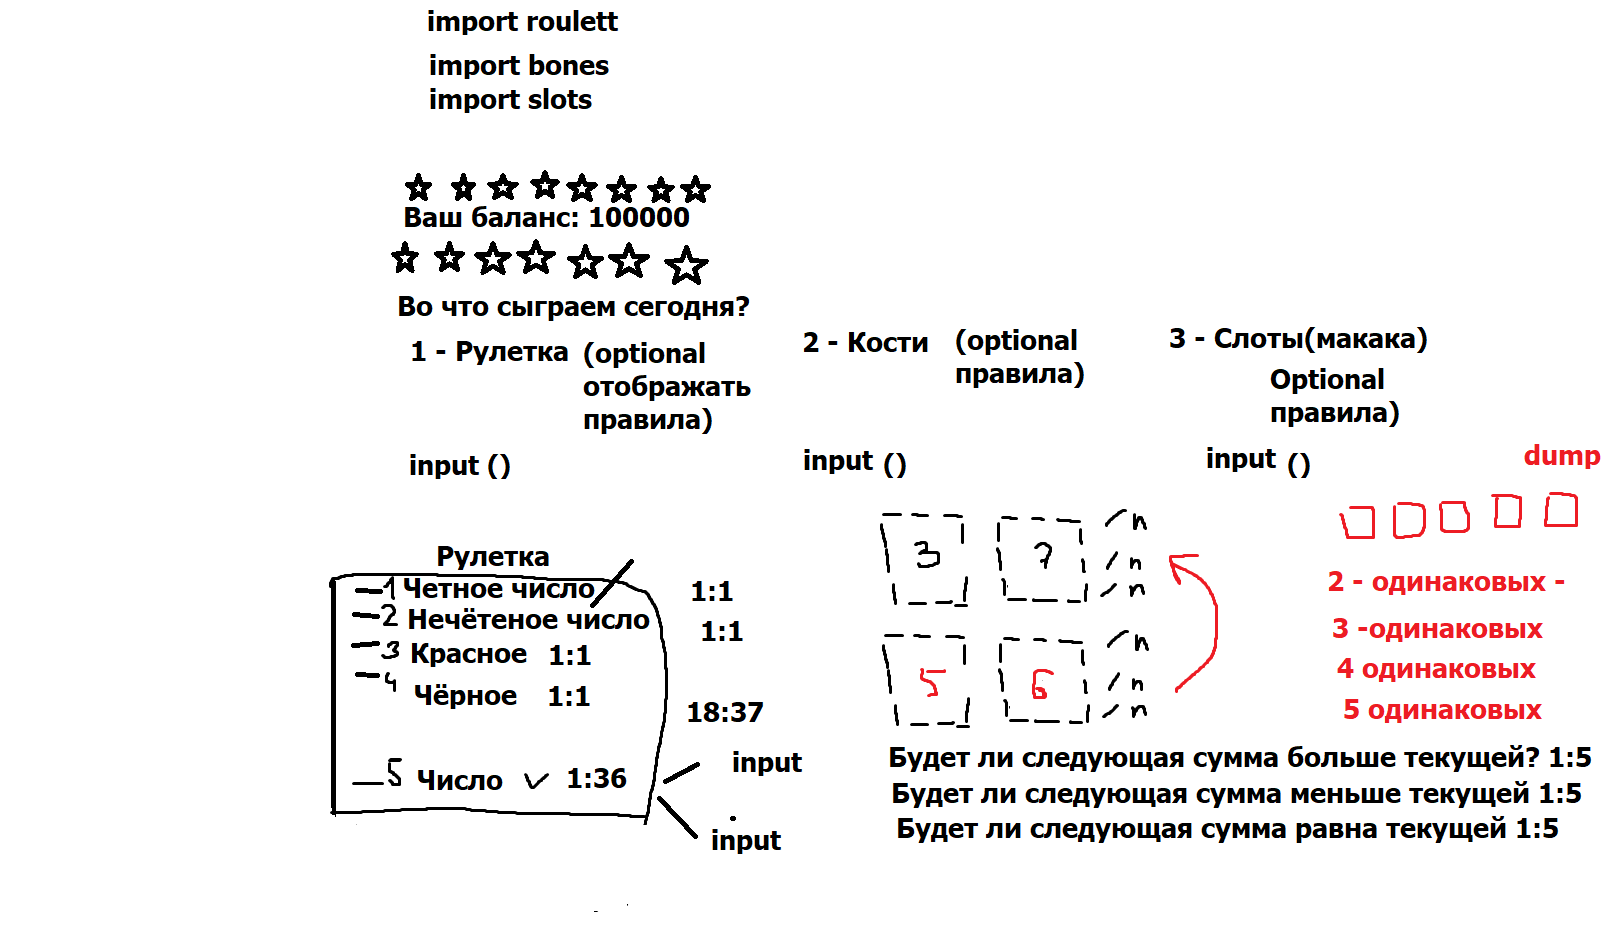 import roulett
import bones
import slots
Ваш баланс: 100000
Во что сыграем сегодня?
1 - Рулетка (optional
отображать
правила)
input ()
2 - Кости (optional
правила)
input ()
3 - Слоты(макака)
Optional
правила)
input ()
dump
Рулетка
1 Четное число 1:1
2 Нечётеное число 1:1
3 Красное 1:1
4 Чёрное 1:1
18:37
5 Число 1:36
input
input
3 7 /n
/n
/n
5 6 /n
/n
/n
Будет ли следующая сумма больше текущей? 1:5
Будет ли следующая сумма меньше текущей 1:5
Будет ли следующая сумма равна текущей 1:5
2 - одинаковых -
3 -одинаковых
4 одинаковых
5 одинаковых